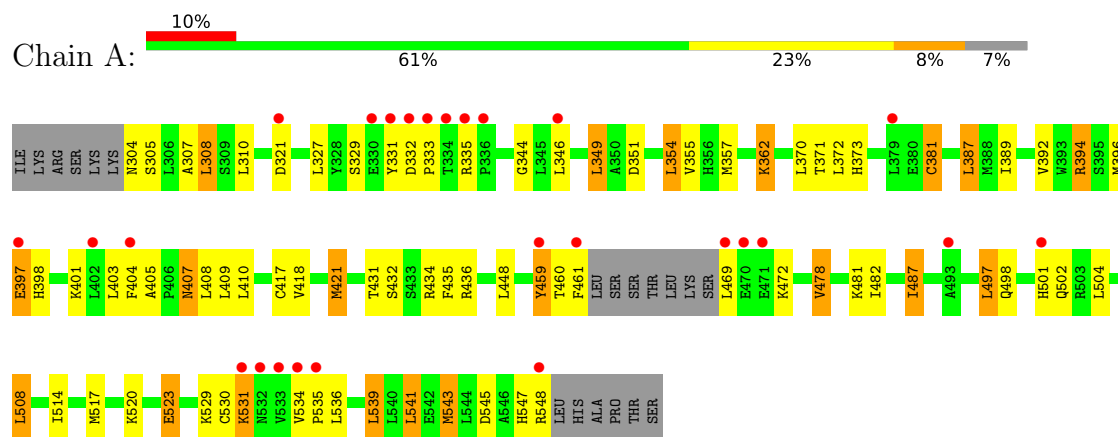 10%
Chain A:
61% 23% 8% 7%
ILE LYS ARG SER LYS LYS N304 S305 L306 A307 L308 S309 L310 D321 L327 Y328 S329 E330 Y331 D332 P333 T334 R335 P336 G344 L345 L346 L349 A350 D351 L354 V355 H356 M357 K362 L370 T371 L372 H373 L379 E380 C381 L387 M388 I389 V392 W393 R394 S395 M396
E397 H398 K401 L402 L403 F404 A405 P406 N407 L408 L409 L410 C417 V418 M421 T431 S432 S433 R434 F435 R436 L448 Y459 T460 F461 LEU SER SER THR LEU LYS SER L469 E470 E471 K472 V478 K481 I482 I487 A493 L497 Q498 H501 Q502 R503 L504
L508 I514 M517 K520 E523 K529 C530 K531 N532 V533 V534 P535 L536 L539 L540 L541 E542 M543 L544 D545 A546 H547 R548 LEU HIS ALA PRO THR SER